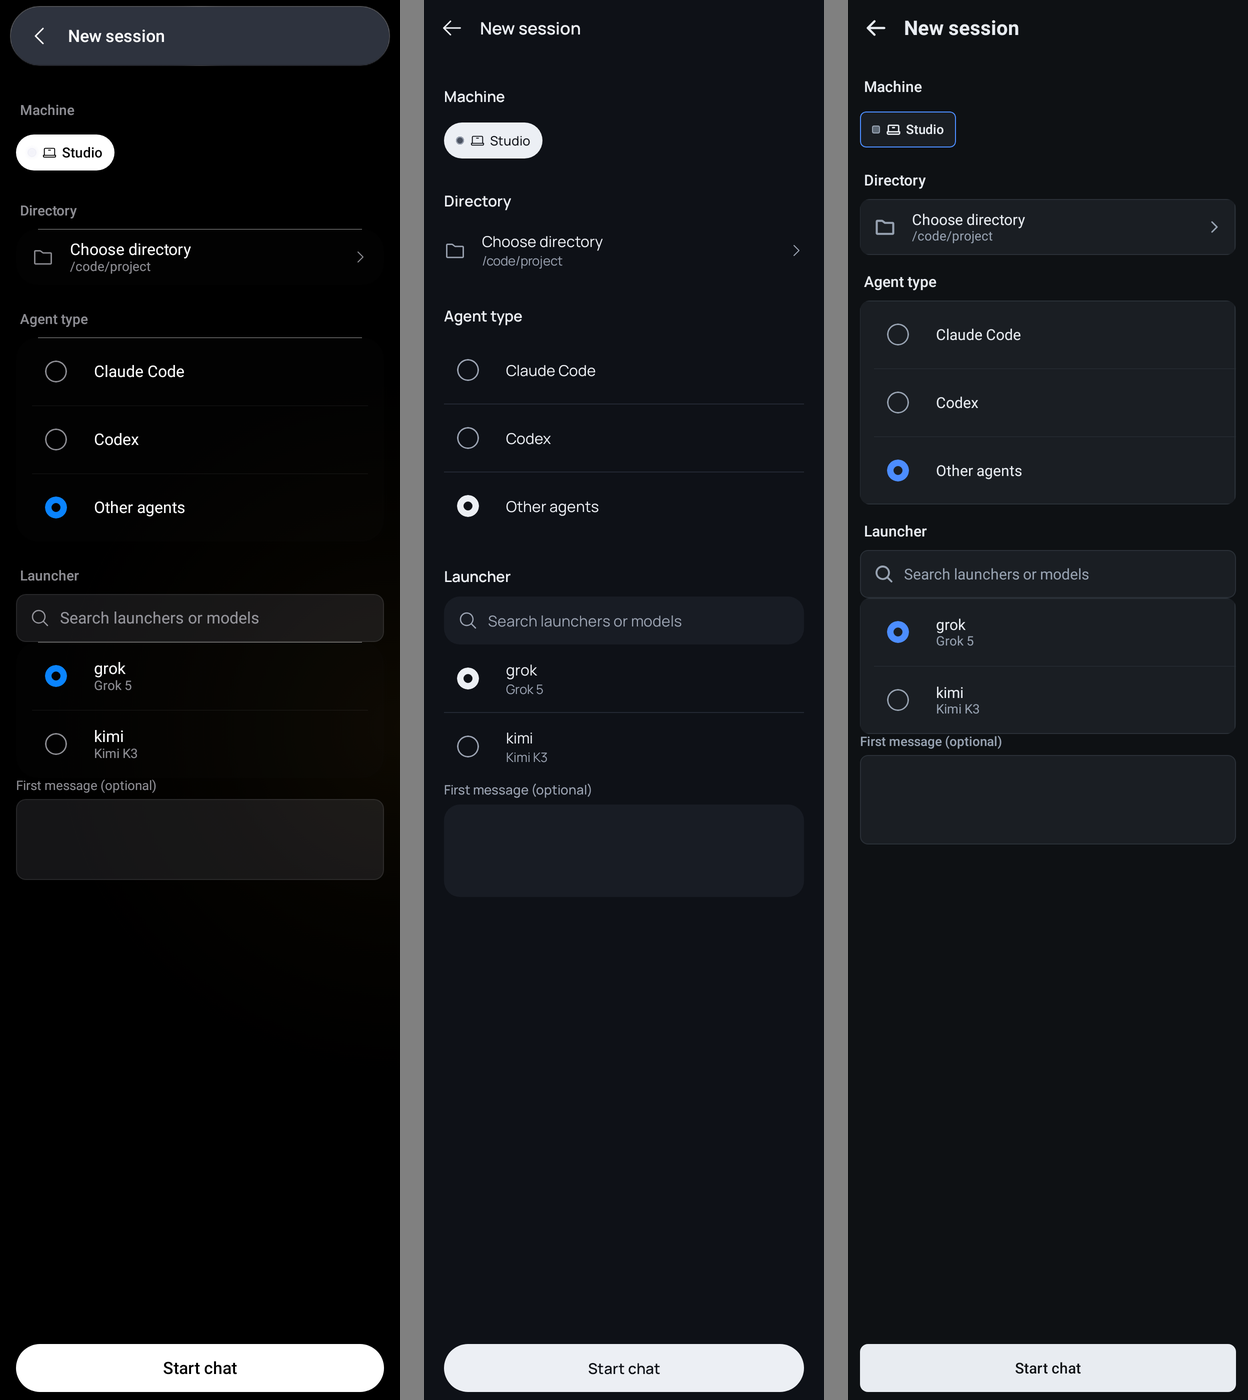 New session
Machine
Studio
Directory
Choose directory
/code/project
Agent type
Claude Code
Codex
Other agents
Launcher
Search launchers or models
grok
Grok 5
kimi
Kimi K3
First message (optional)
Start chat
New session
Machine
Studio
Directory
Choose directory
/code/project
Agent type
Claude Code
Codex
Other agents
Launcher
Search launchers or models
grok
Grok 5
kimi
Kimi K3
First message (optional)
Start chat
New session
Machine
Studio
Directory
Choose directory
/code/project
Agent type
Claude Code
Codex
Other agents
Launcher
Search launchers or models
grok
Grok 5
kimi
Kimi K3
First message (optional)
Start chat